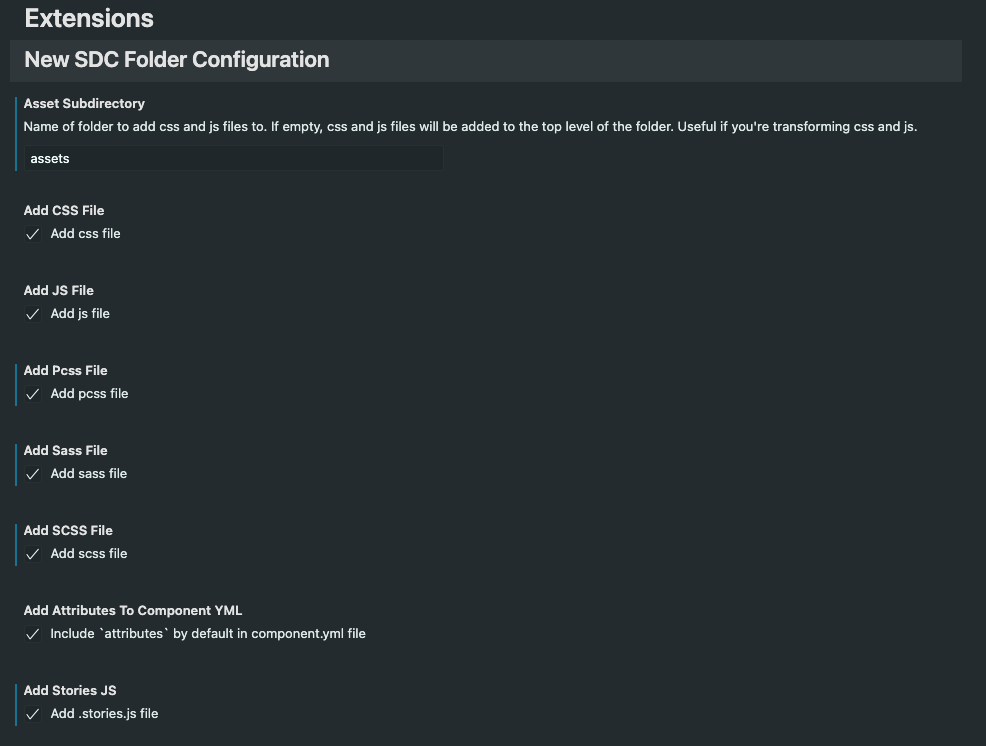 Extensions
New SDC Folder Configuration
Asset Subdirectory
Name of folder to add css and js files to. If empty, css and js files will be added to the top level of the folder. Useful if you're transforming css and js.
assets
Add CSS File
Add css file
Add JS File
Add js file
Add Pcss File
Add pcss file
Add Sass File
Add sass file
Add SCSS File
Add scss file
Add Attributes To Component YML
Include `attributes` by default in component.yml file
Add Stories JS
Add .stories.js file